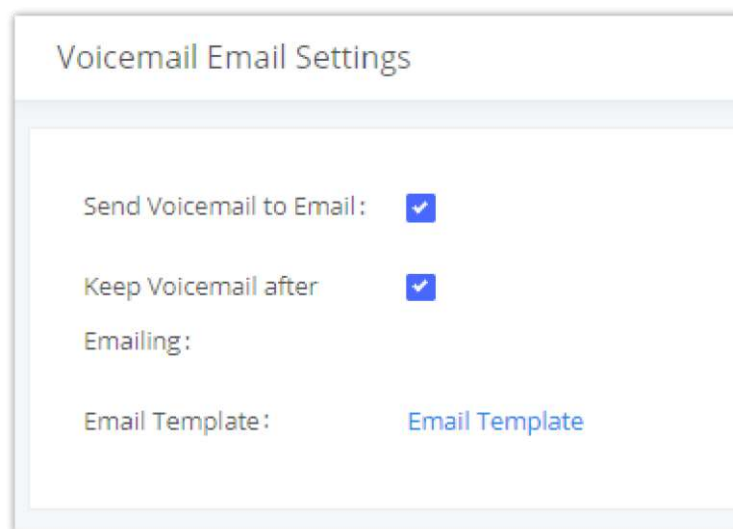 Voicemail Email Settings
Send Voicemail to Email:
Keep Voicemail after
Emailing:
Email Template: Email Template